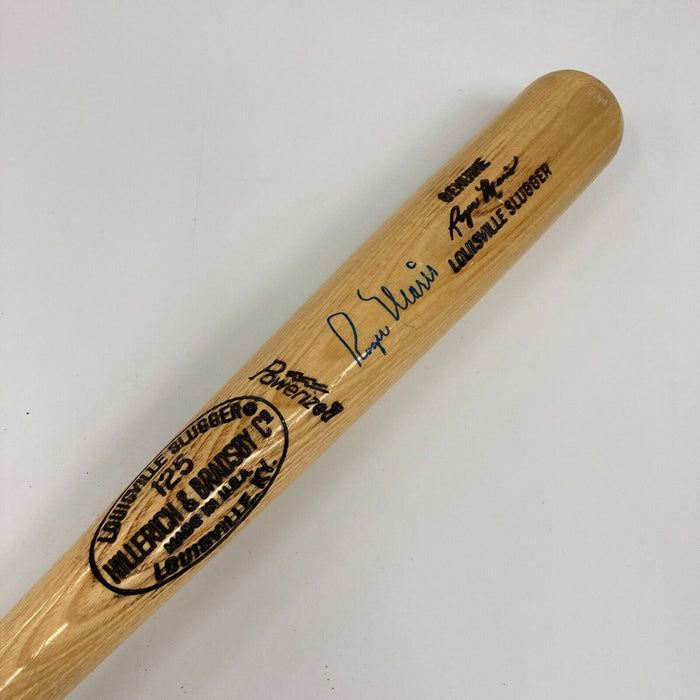 GENUINE
Roger Maris
LOUISVILLE SLUGGER
Roger Maris
Powerized
LOUISVILLE SLUGGER®
125
HILLERICH & BRADSBY Cº
MADE IN U.S.A.
LOUISVILLE, KY.